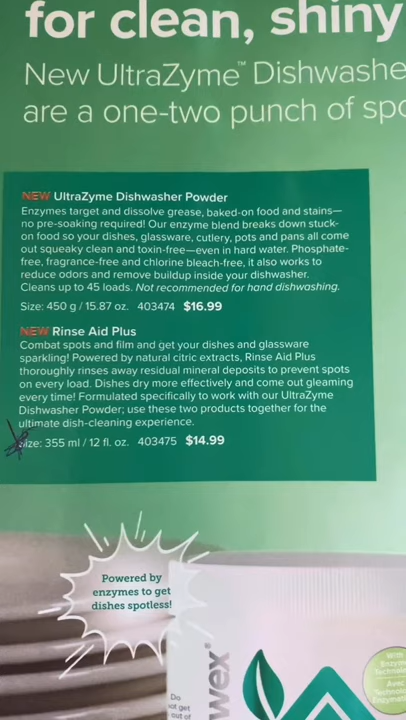 for clean, shiny
New UltraZyme™ Dishwashe
are a one-two punch of spo
NEW UltraZyme Dishwasher Powder
Enzymes target and dissolve grease, baked-on food and stains—
no pre-soaking required! Our enzyme blend breaks down stuck-
on food so your dishes, glassware, cutlery, pots and pans all come
out squeaky clean and toxin-free—even in hard water. Phosphate-
free, fragrance-free and chlorine bleach-free, it also works to
reduce odors and remove buildup inside your dishwasher.
Cleans up to 45 loads. Not recommended for hand dishwashing.
Size: 450 g / 15.87 oz. 403474 $16.99
NEW Rinse Aid Plus
Combat spots and film and get your dishes and glassware
sparkling! Powered by natural citric extracts, Rinse Aid Plus
thoroughly rinses away residual mineral deposits to prevent spots
on every load. Dishes dry more effectively and come out gleaming
every time! Formulated specifically to work with our UltraZyme
Dishwasher Powder; use these two products together for the
ultimate dish-cleaning experience.
Size: 355 ml / 12 fl. oz. 403475 $14.99
Powered by
enzymes to get
dishes spotless!
wex®
Do
not get
out of
With
Enzyme
Avec